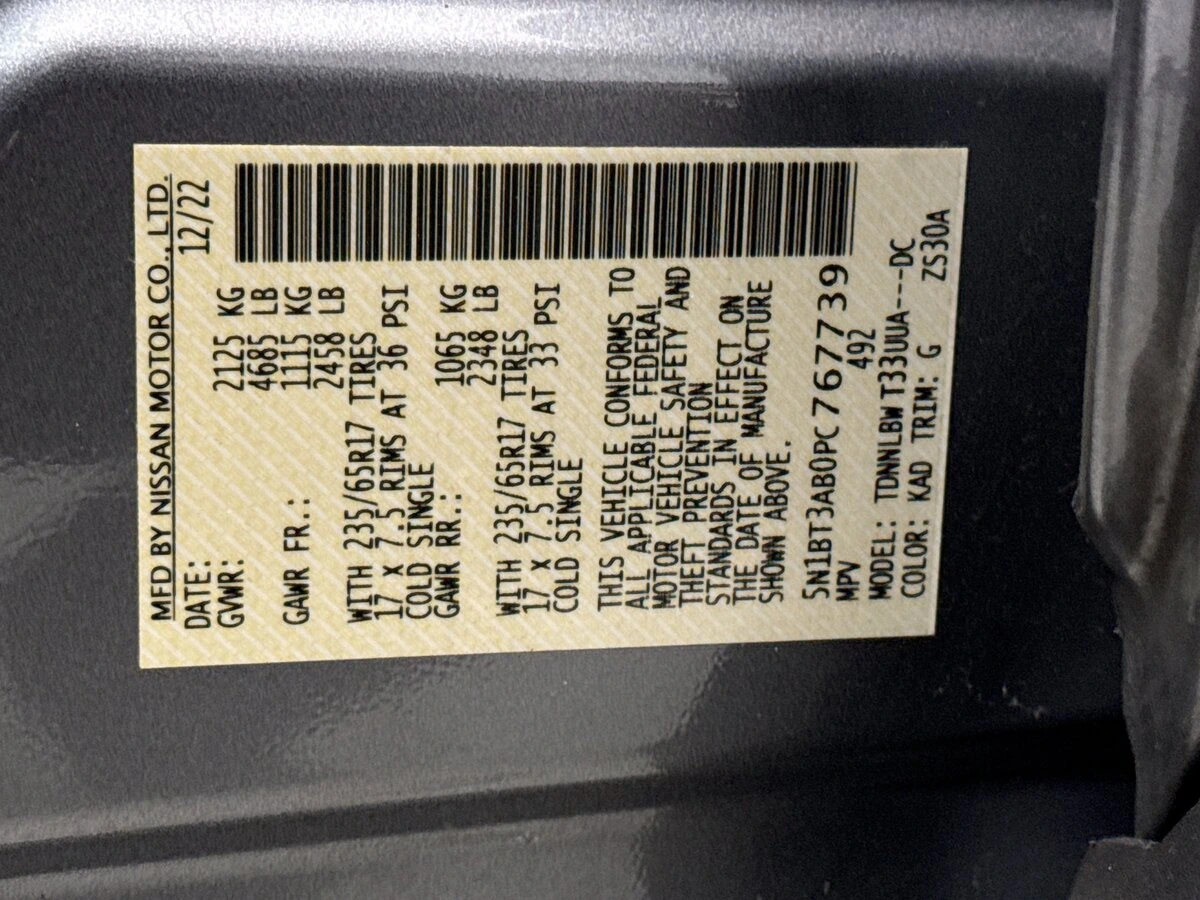 MFD BY NISSAN MOTOR CO., LTD.
DATE: 12/22
GVWR: 2125 KG
4685 LB
GAWR FR.: 1115 KG
2458 LB
WITH 235/65R17 TIRES
17 X 7.5 RIMS AT 36 PSI
COLD SINGLE
GAWR RR.: 1065 KG
2348 LB
WITH 235/65R17 TIRES
17 X 7.5 RIMS AT 33 PSI
COLD SINGLE
THIS VEHICLE CONFORMS TO
ALL APPLICABLE FEDERAL
MOTOR VEHICLE SAFETY AND
THEFT PREVENTION
STANDARDS IN EFFECT ON
THE DATE OF MANUFACTURE
SHOWN ABOVE.
5N1BT3AB0PC767739
MPV 492
MODEL: TDNNLBW T33UUA---DC
COLOR: KAD TRIM: G ZS30A